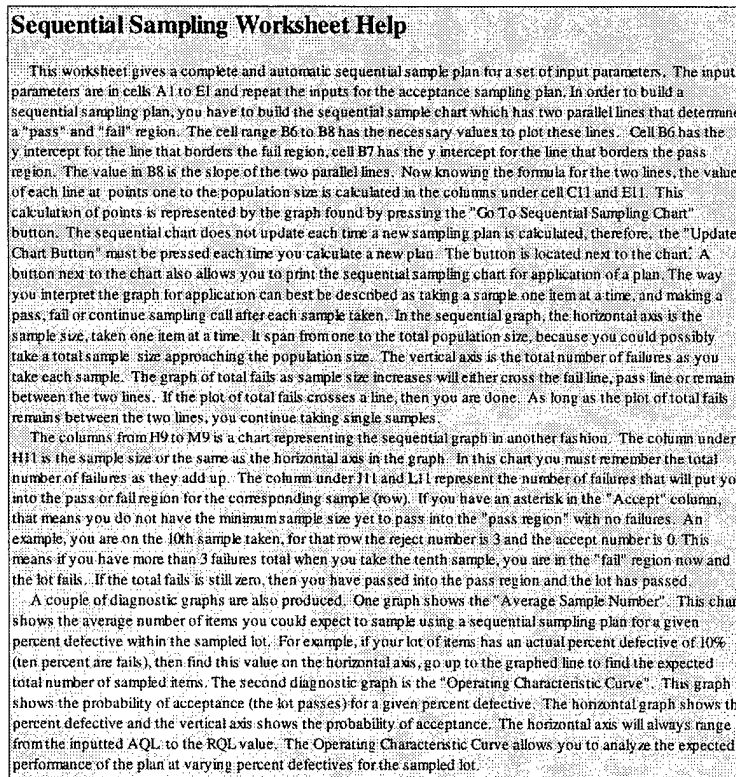 Sequential Sampling Worksheet Help
This worksheet gives a complete and automatic sequential sample plan for a set of input parameters. The input
parameters are in cells A1 to E1 and repeat the inputs for the acceptance sampling plan. In order to build a
sequential sampling plan, you have to build the sequential sample chart which has two parallel lines that determine
a "pass" and "fail" region. The cell range B6 to B8 has the necessary values to plot these lines. Cell B6 has the
y intercept for the line that borders the fail region, cell B7 has the y intercept for the line that borders the pass
region. The value in B8 is the slope of the two parallel lines. Now knowing the formula for the two lines, the value
of each line at points one to the population size is calculated in the columns under cell C11 and E11. This
calculation of points is represented by the graph found by pressing the "Go To Sequential Sampling Chart"
button. The sequential chart does not update each time a new sampling plan is calculated, therefore, the "Update
Chart Button" must be pressed each time you calculate a new plan. The button is located next to the chart. A
button next to the chart also allows you to print the sequential sampling chart for application of a plan. The way
you interpret the graph for application can best be described as taking a sample one item at a time, and making a
pass, fail or continue sampling call after each sample taken. In the sequential graph, the horizontal axis is the
sample size, taken one item at a time. It span from one to the total population size, because you could possibly
take a total sample size approaching the population size. The vertical axis is the total number of failures as you
take each sample. The graph of total fails as sample size increases will either cross the fail line, pass line or remain
between the two lines. If the plot of total fails crosses a line, then you are done. As long as the plot of total fails
remains between the two lines, you continue taking single samples.
The columns from H9 to M9 is a chart representing the sequential graph in another fashion. The column under
H11 is the sample size or the same as the horizontal axis in the graph. In this chart you must remember the total
number of failures as they add up. The column under J11 and L11 represent the number of failures that will put yo
into the pass or fail region for the corresponding sample (row). If you have an asterisk in the "Accept" column,
that means you do not have the minimum sample size yet to pass into the "pass region" with no failures. An
example, you are on the 10th sample taken, for that row the reject number is 3 and the accept number is 0. This
means if you have more than 3 failures total when you take the tenth sample, you are in the "fail" region now and
the lot fails. If the total fails is still zero, then you have passed into the pass region and the lot has passed.
A couple of diagnostic graphs are also produced. One graph shows the "Average Sample Number". This char
shows the average number of items you could expect to sample using a sequential sampling plan for a given
percent defective within the sampled lot. For example, if your lot of items has an actual percent defective of 10%
(ten percent are fails), then find this value on the horizontal axis, go up to the graphed line to find the expected
total number of sampled items. The second diagnostic graph is the "Operating Characteristic Curve". This graph
shows the probability of acceptance (the lot passes) for a given percent defective. The horizontal graph shows th
percent defective and the vertical axis shows the probability of acceptance. The horizontal axis will always range
from the inputted AQL to the RQL value. The Operating Characteristic Curve allows you to analyze the expected
performance of the plan at varying percent defectives for the sampled lot.